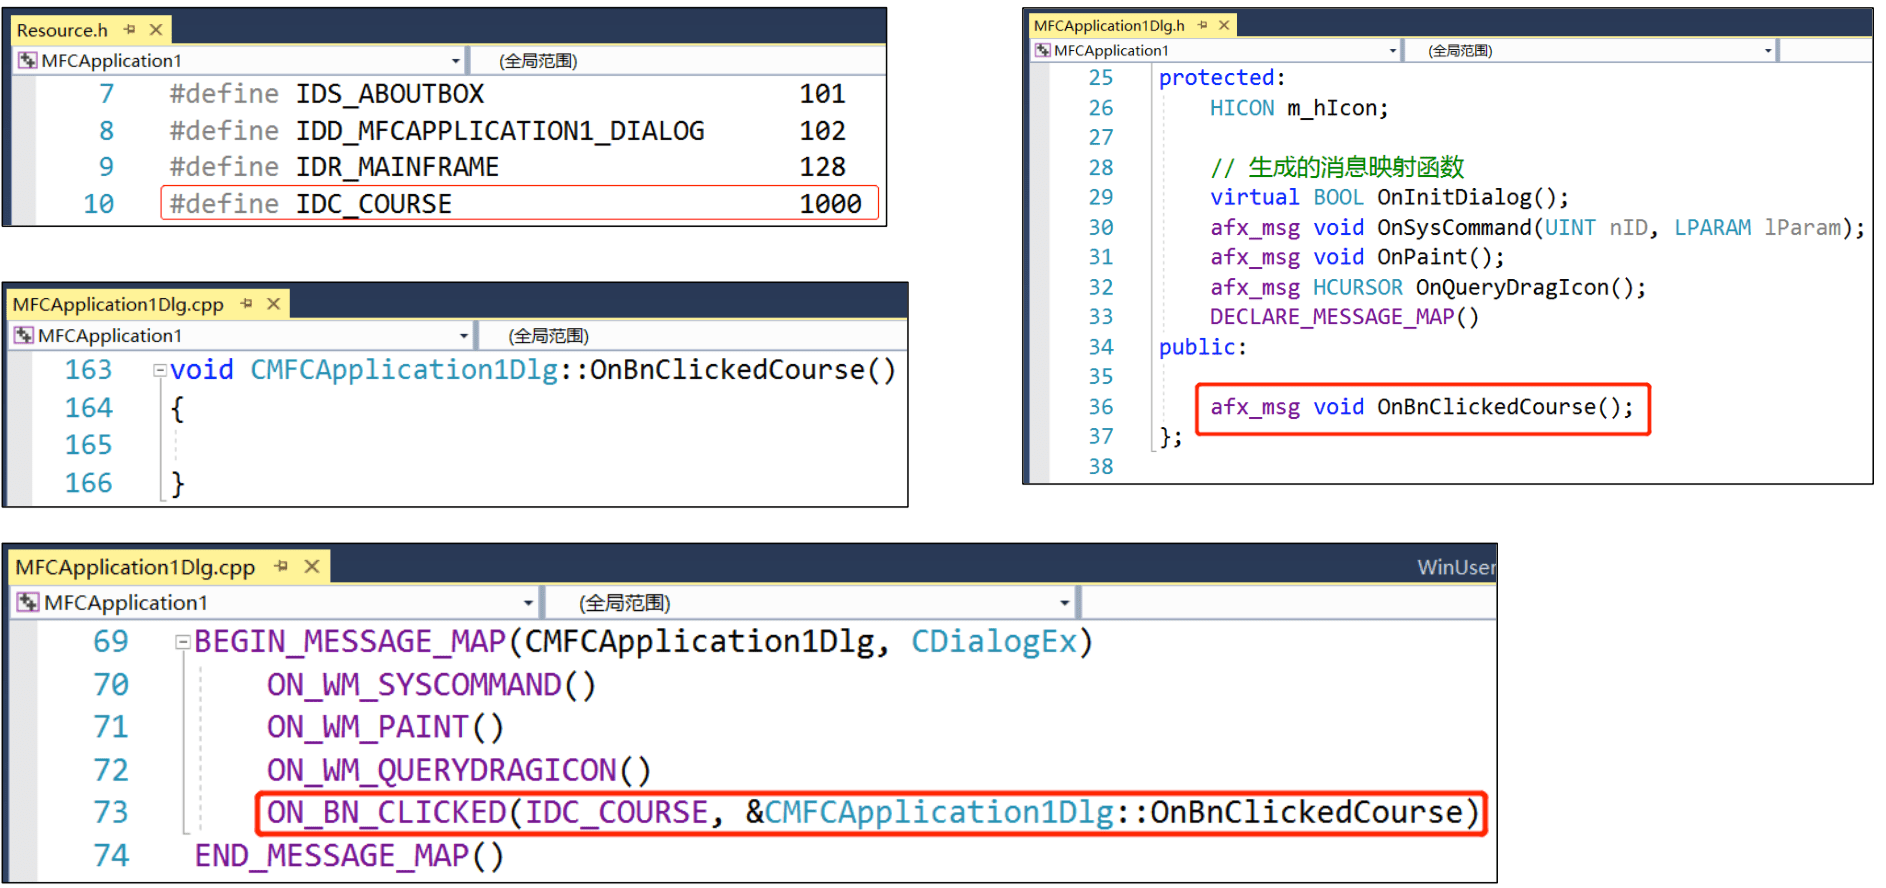 Resource.h
MFCApplication1 (全局范围)
7 #define IDS_ABOUTBOX 101
8 #define IDD_MFCAPPLICATION1_DIALOG 102
9 #define IDR_MAINFRAME 128
10 #define IDC_COURSE 1000
MFCApplication1Dlg.h
MFCApplication1 (全局范围)
25 protected:
26 HICON m_hIcon;
27
28 // 生成的消息映射函数
29 virtual BOOL OnInitDialog();
30 afx_msg void OnSysCommand(UINT nID, LPARAM lParam);
31 afx_msg void OnPaint();
32 afx_msg HCURSOR OnQueryDragIcon();
33 DECLARE_MESSAGE_MAP()
34 public:
35
36 afx_msg void OnBnClickedCourse();
37 };
38
MFCApplication1Dlg.cpp
MFCApplication1 (全局范围)
163 void CMFCApplication1Dlg::OnBnClickedCourse()
164 {
165
166 }
MFCApplication1Dlg.cpp WinUser
MFCApplication1 (全局范围)
69 BEGIN_MESSAGE_MAP(CMFCApplication1Dlg, CDialogEx)
70 ON_WM_SYSCOMMAND()
71 ON_WM_PAINT()
72 ON_WM_QUERYDRAGICON()
73 ON_BN_CLICKED(IDC_COURSE, &CMFCApplication1Dlg::OnBnClickedCourse)
74 END_MESSAGE_MAP()